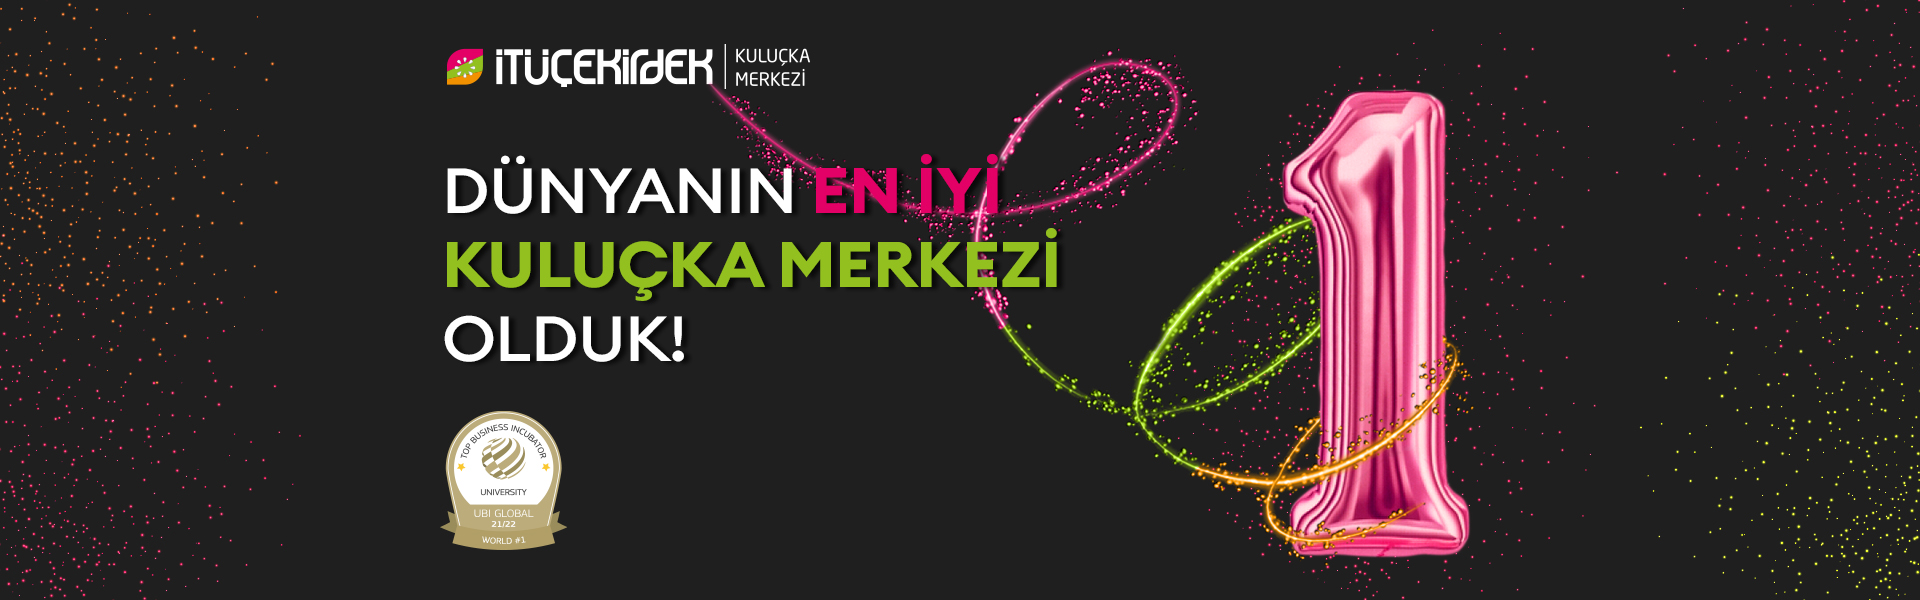 İTÜÇEKİRDEK
KULUÇKA
MERKEZİ
DÜNYANIN EN İYİ
KULUÇKA MERKEZİ
OLDUK!
1
TOP BUSINESS INCUBATOR
UNIVERSITY
UBI GLOBAL
21/22
WORLD #1